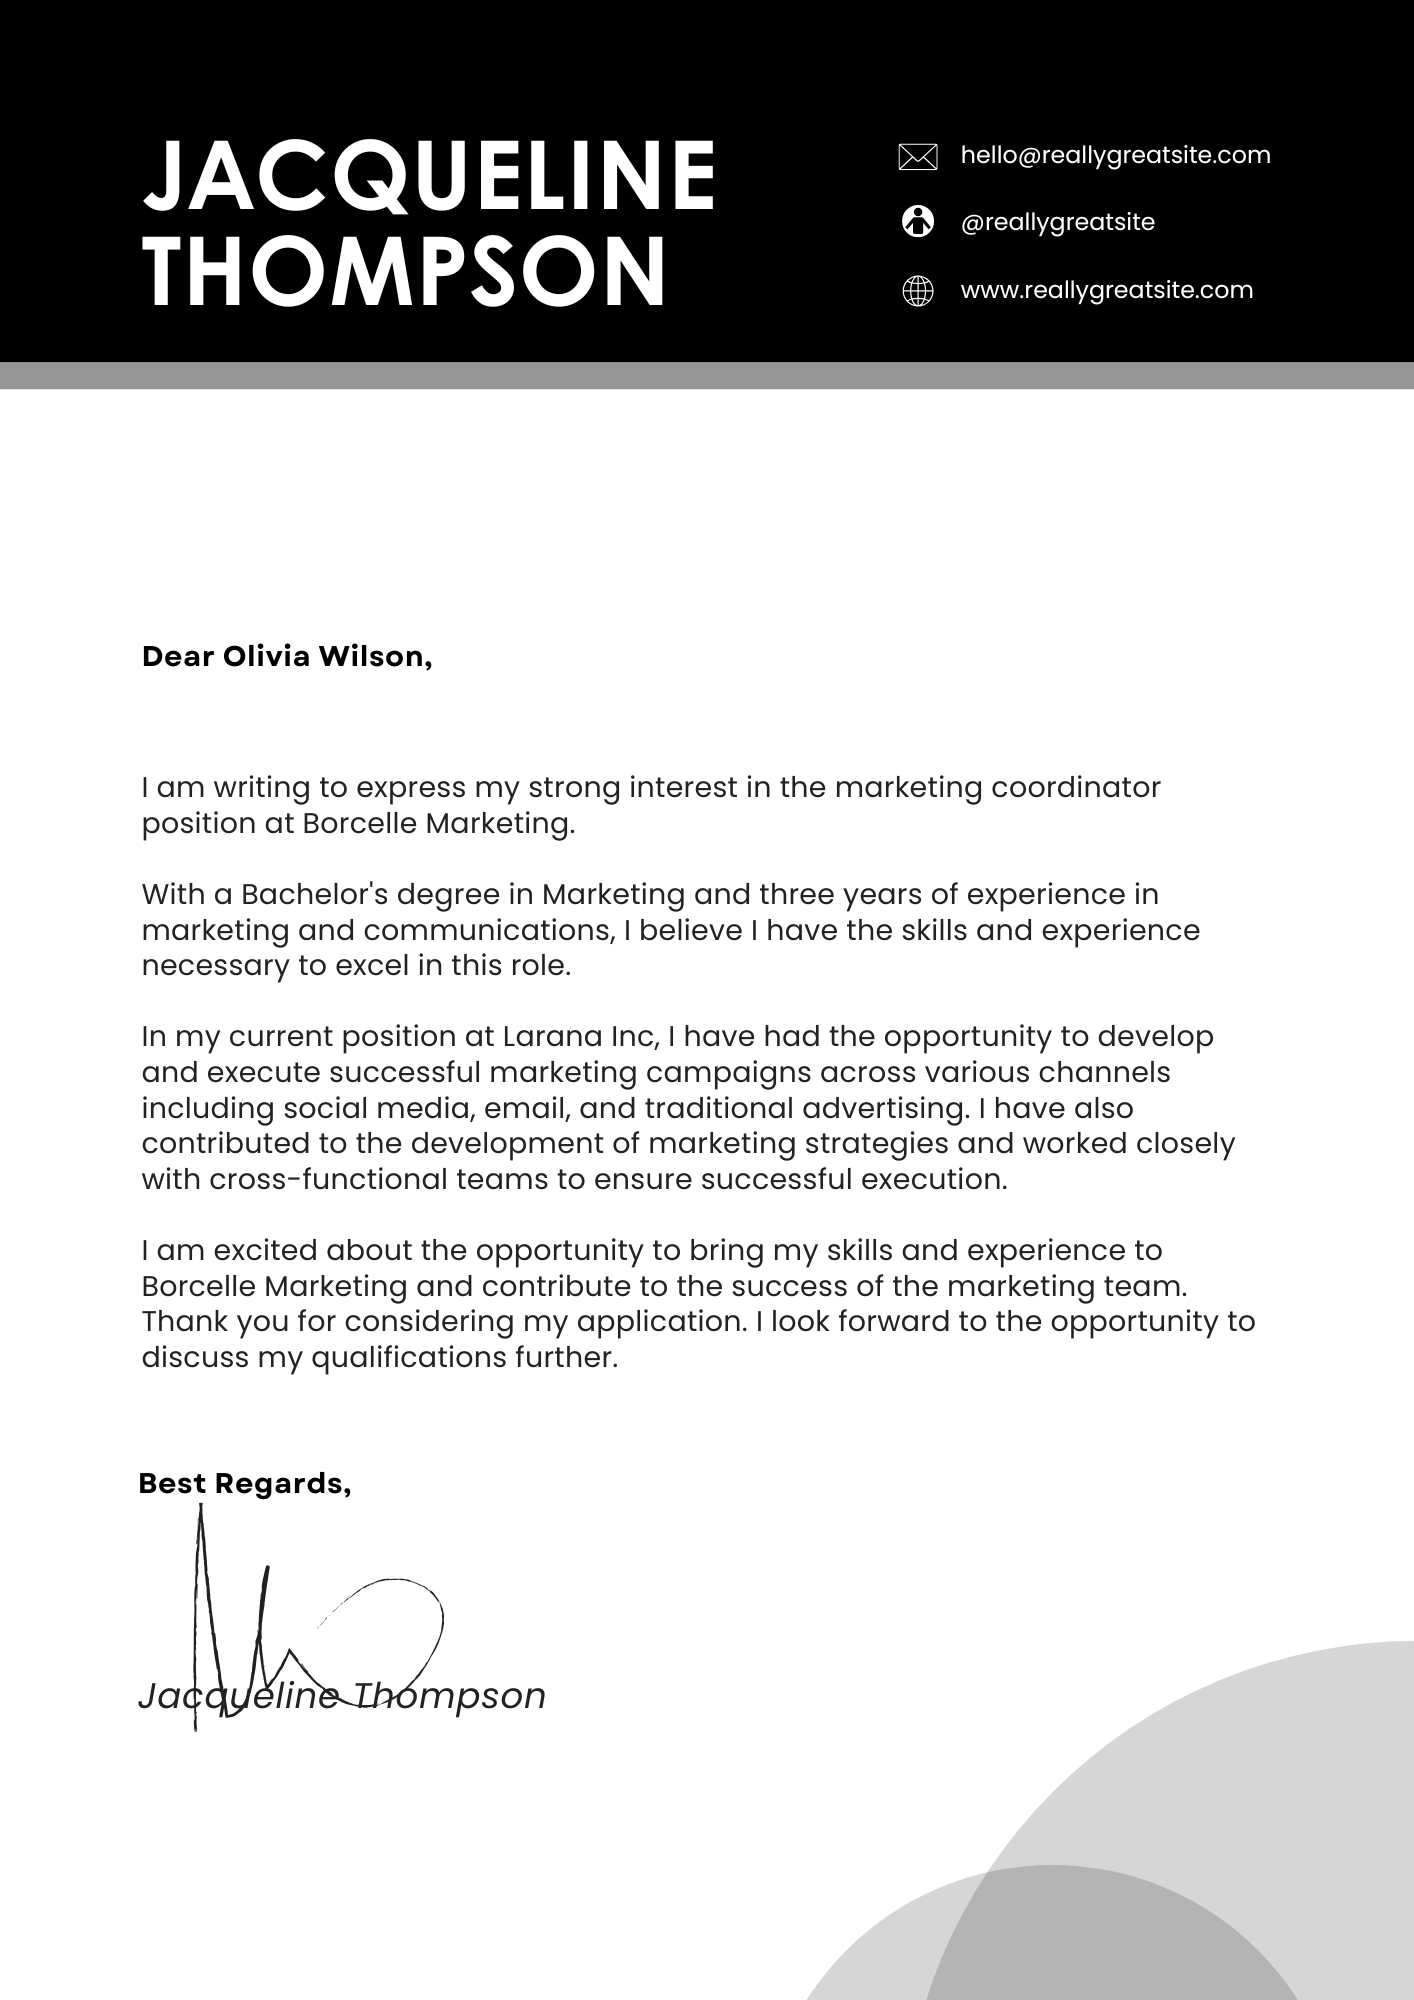 JACQUELINE
THOMPSON
hello@reallygreatsite.com
@reallygreatsite
www.reallygreatsite.com
Dear Olivia Wilson,
I am writing to express my strong interest in the marketing coordinator
position at Borcelle Marketing.
With a Bachelor's degree in Marketing and three years of experience in
marketing and communications, I believe I have the skills and experience
necessary to excel in this role.
In my current position at Larana Inc, I have had the opportunity to develop
and execute successful marketing campaigns across various channels
including social media, email, and traditional advertising. I have also
contributed to the development of marketing strategies and worked closely
with cross-functional teams to ensure successful execution.
I am excited about the opportunity to bring my skills and experience to
Borcelle Marketing and contribute to the success of the marketing team.
Thank you for considering my application. I look forward to the opportunity to
discuss my qualifications further.
Best Regards,
Jacqueline Thompson